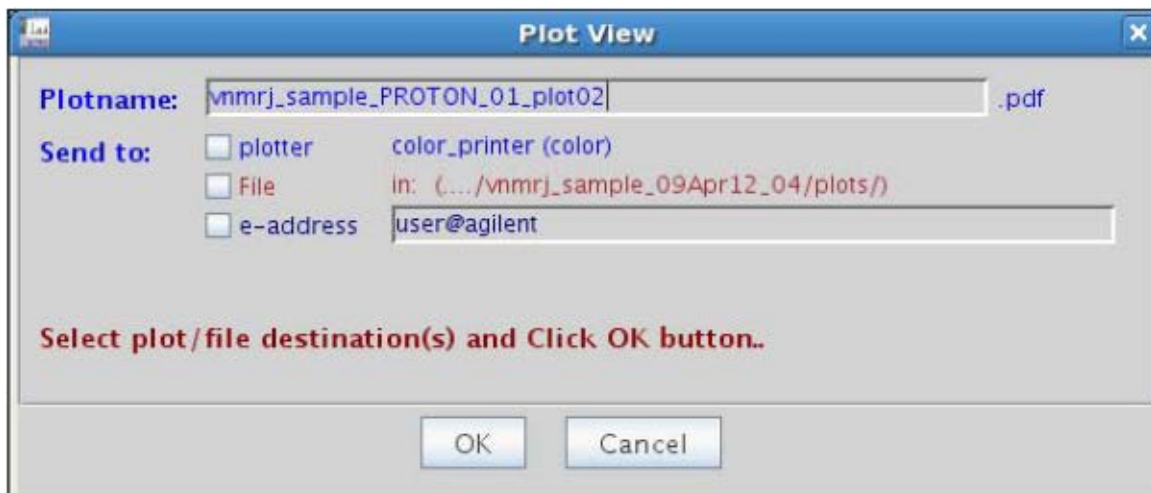 Plot View
Plotname: vnmrj_sample_PROTON_01_plot02 .pdf
Send to: plotter color_printer (color)
File in: (..../vnmrj_sample_09Apr12_04/plots/)
e-address user@agilent
Select plot/file destination(s) and Click OK button..
OK Cancel